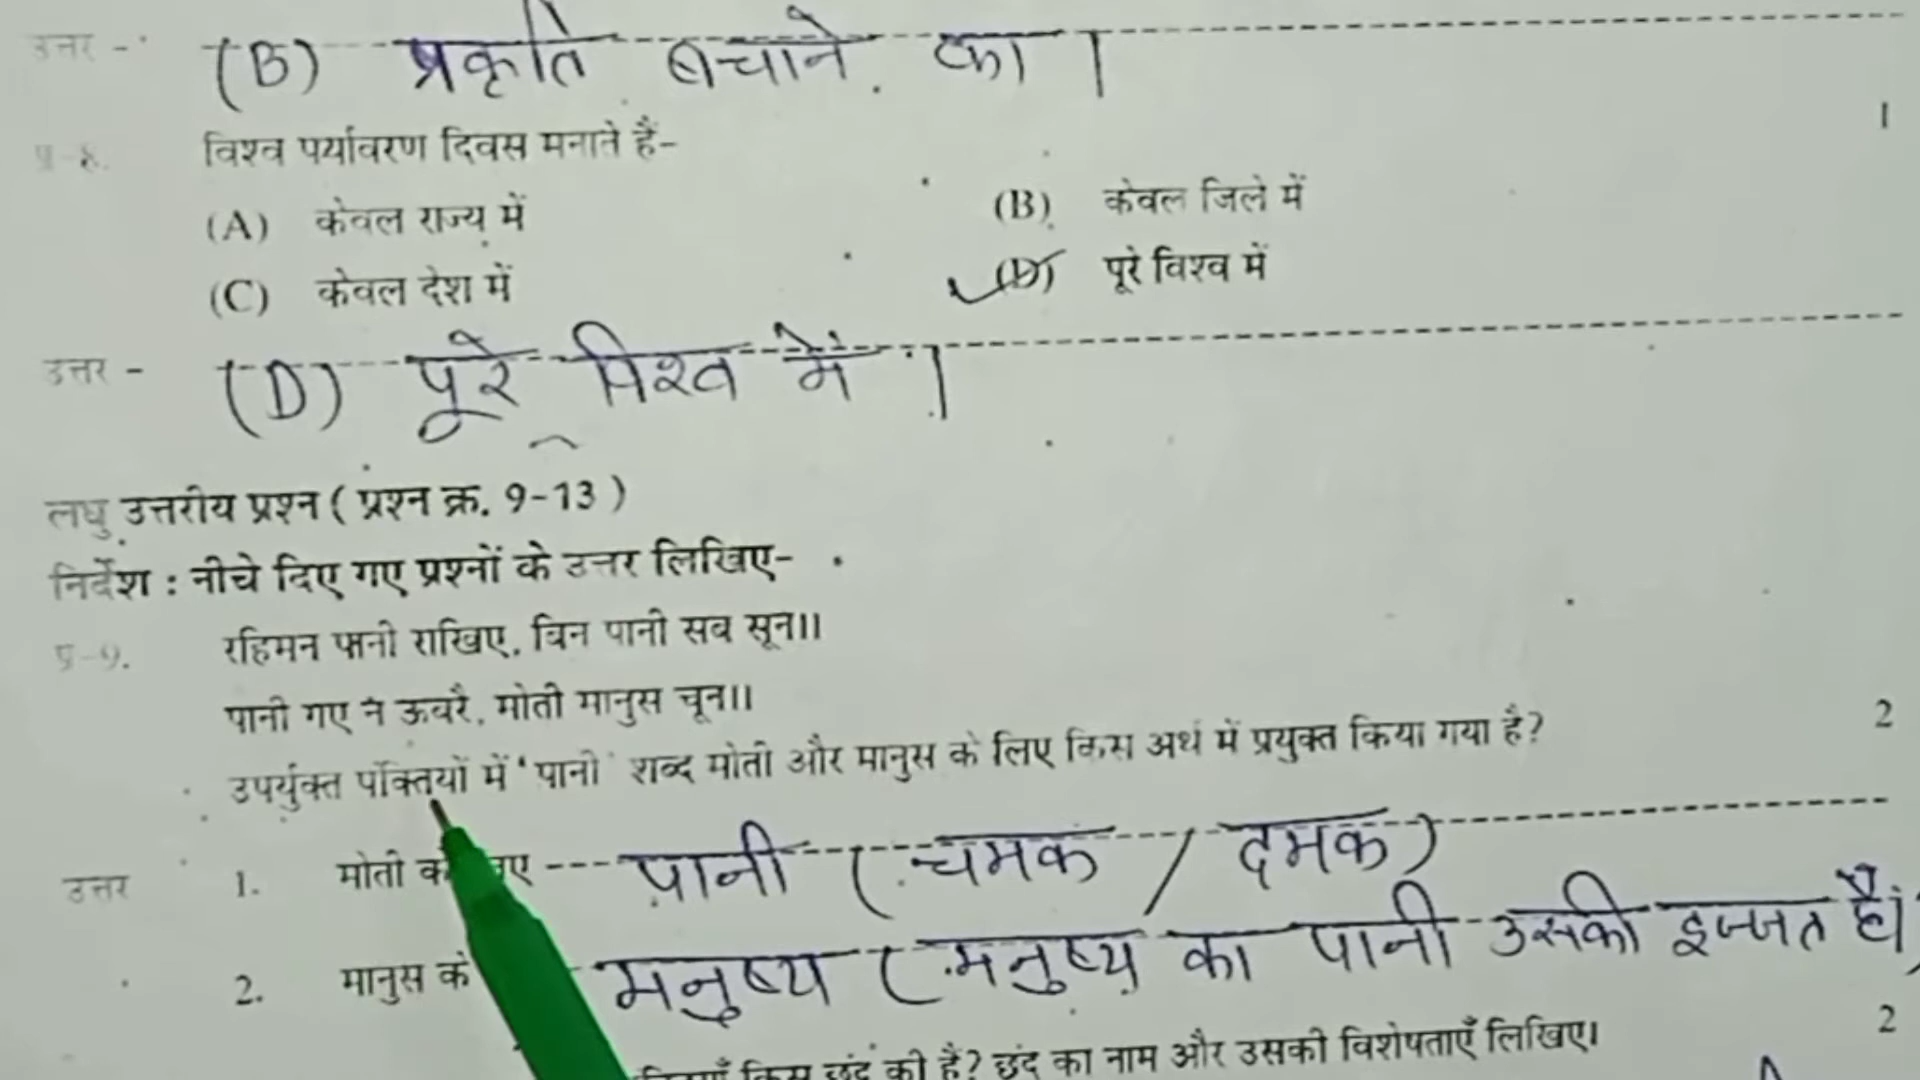 उत्तर - (B) प्रकृति बचाने का |
प्र-8. विश्व पर्यावरण दिवस मनाते हैं- 1
(A) केवल राज्य में (B) केवल जिले में
(C) केवल देश में (D) पूरे विश्व में
उत्तर - (D) पूरे विश्व में |
लघु उत्तरीय प्रश्न ( प्रश्न क्र. 9-13 )
निर्देश : नीचे दिए गए प्रश्नों के उत्तर लिखिए-
प्र-9. रहिमन पानी राखिए, बिन पानी सब सून॥
पानी गए न ऊबरै, मोती मानुस चून॥
उपर्युक्त पंक्तियों में 'पानी' शब्द मोती और मानुस के लिए किस अर्थ में प्रयुक्त किया गया है? 2
उत्तर 1. मोती के पानी ( चमक / दमक)
2. मानुस के मनुष्य ( मनुष्य का पानी उसकी इज्जत है।)
किस छंद की है? छंद का नाम और उसकी विशेषताएँ लिखिए। 2